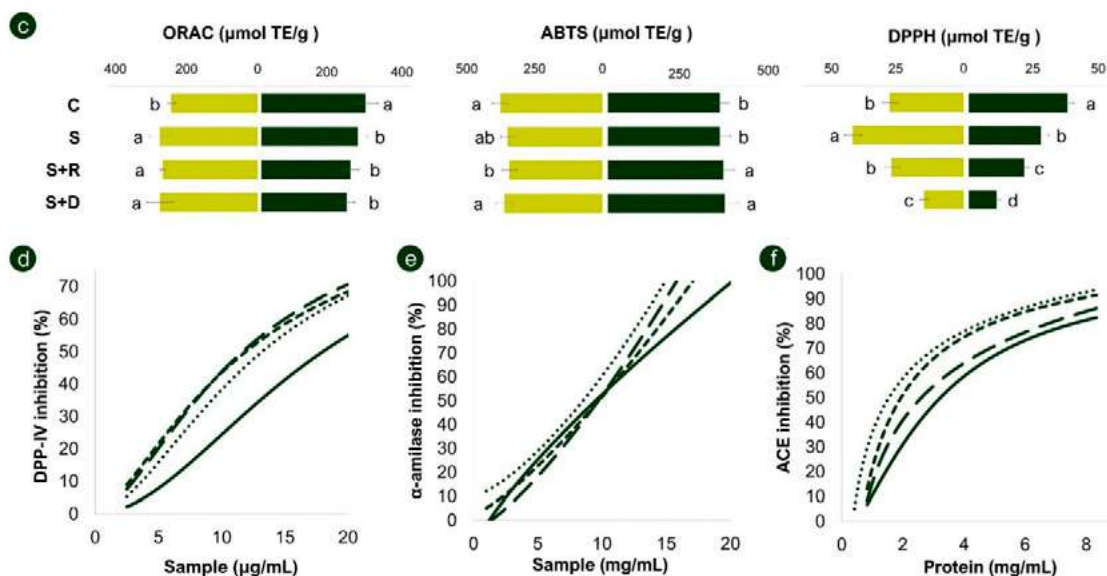 c
ORAC (µmol TE/g ) ABTS (µmol TE/g ) DPPH (µmol TE/g )
400 200 0 200 400 500 250 0 250 500 50 25 0 25 50
C b a a b b a
S a b ab b a b
S+R a b b a b c
S+D a b a a c d
d e f
DPP-IV inhibition (%)
70
60
50
40
30
20
10
0
0 5 10 15 20
Sample (µg/mL)
α-amilase inhibition (%)
100
90
80
70
60
50
40
30
20
10
0
0 5 10 15 20
Sample (mg/mL)
ACE inhibition (%)
100
90
80
70
60
50
40
30
20
10
0
0 2 4 6 8
Protein (mg/mL)